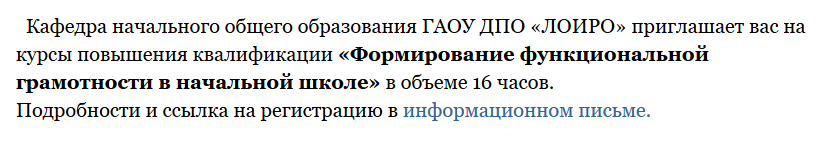 Кафедра начального общего образования ГАОУ ДПО «ЛОИРО» приглашает вас на
курсы повышения квалификации «Формирование функциональной
грамотности в начальной школе» в объеме 16 часов.
Подробности и ссылка на регистрацию в информационном письме.